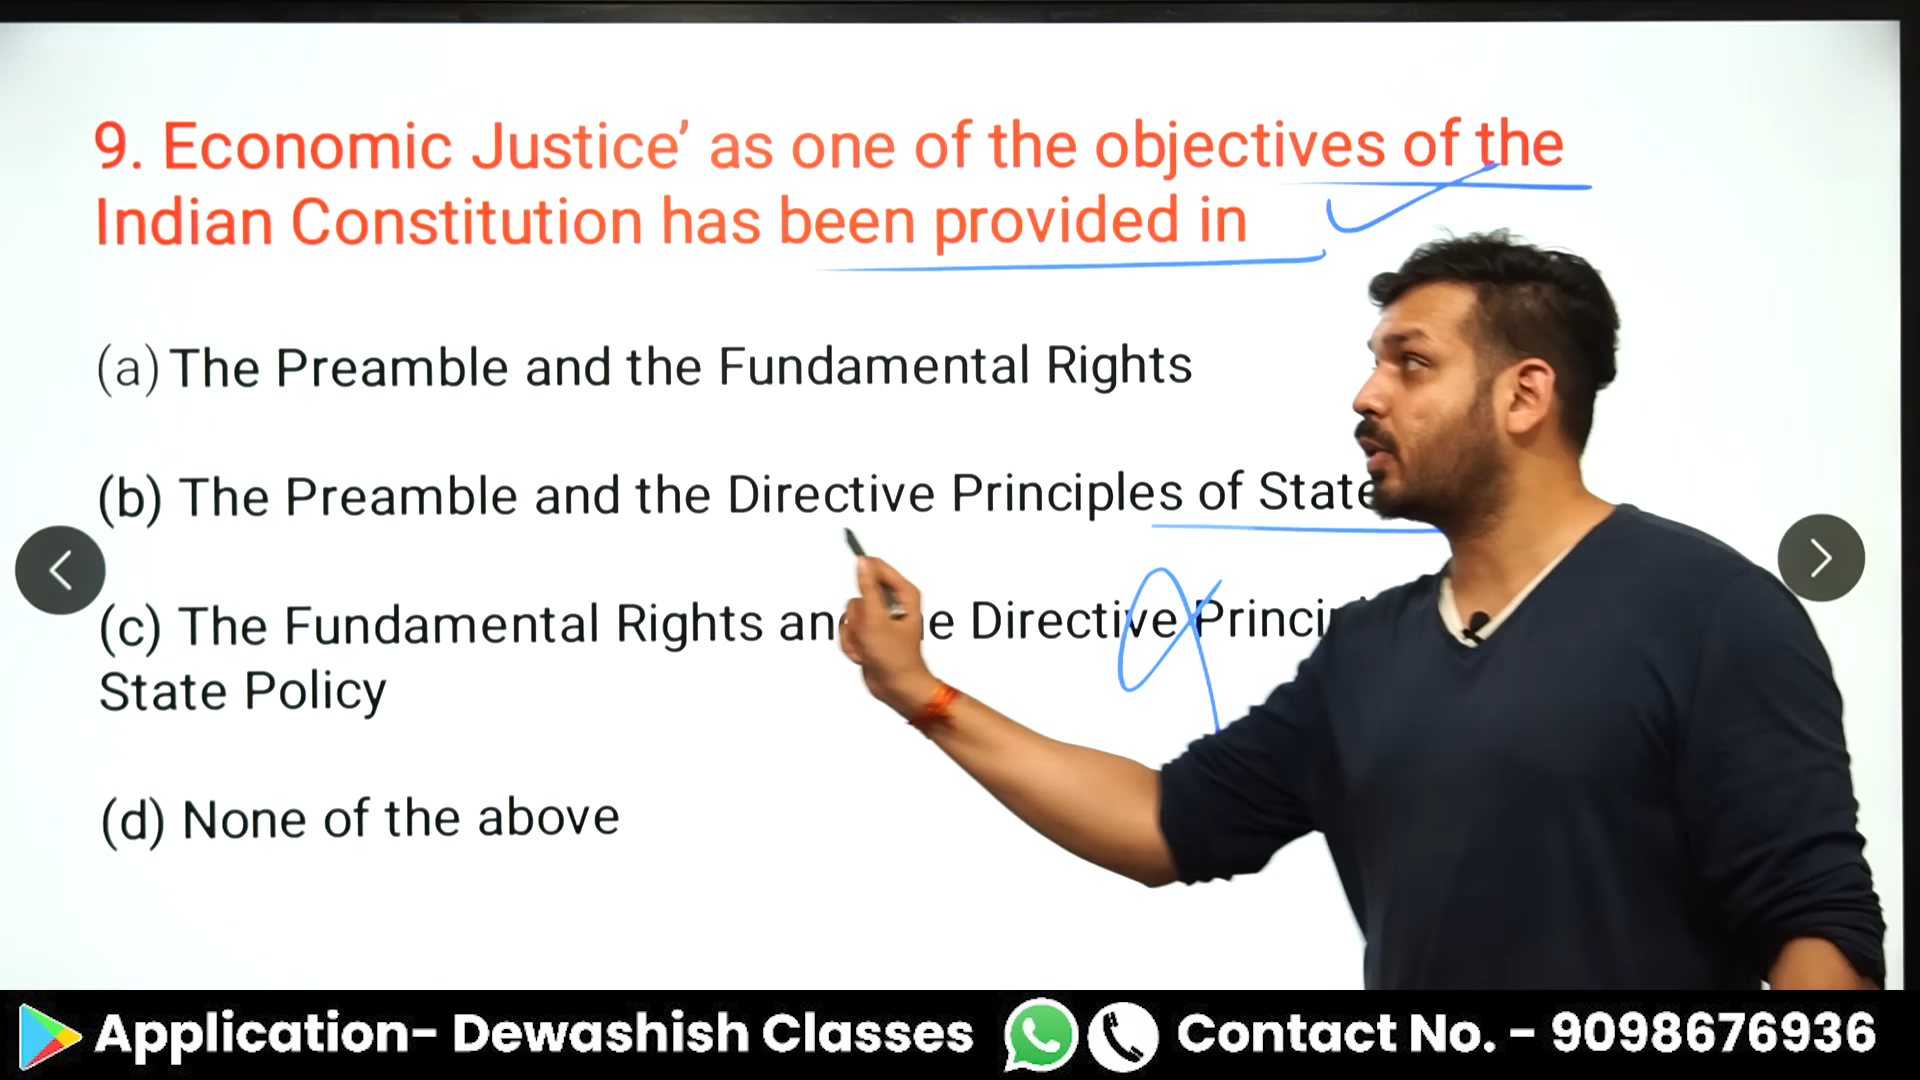 9. Economic Justice’ as one of the objectives of the
Indian Constitution has been provided in
(a) The Preamble and the Fundamental Rights
(b) The Preamble and the Directive Principles of State
(c) The Fundamental Rights Directive
State Policy
(d) None of the above
Application- Dewashish Classes Contact No. - 9098676936